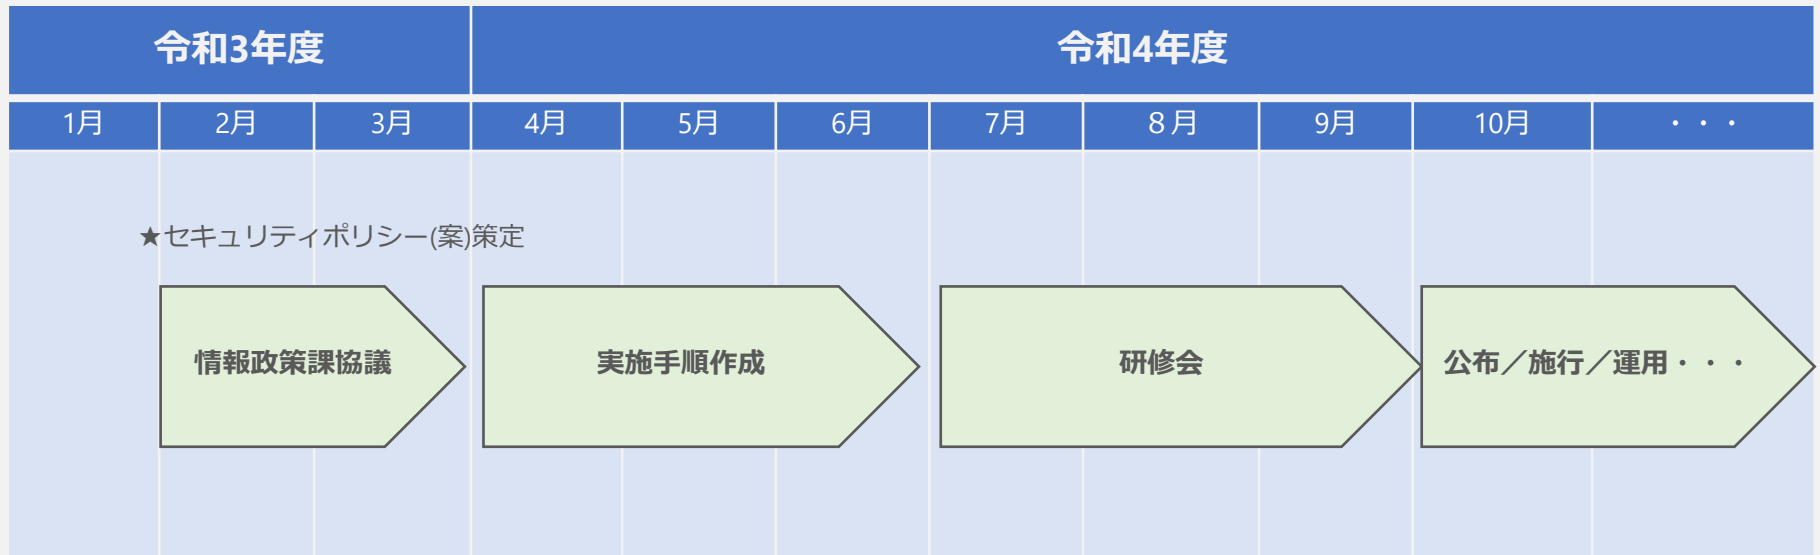 令和3年度
令和4年度
1月
2月
3月
4月
5月
6月
7月
８月
9月
10月
・・・
★セキュリティポリシー(案)策定
情報政策課協議
実施手順作成
研修会
公布／施行／運用・・・